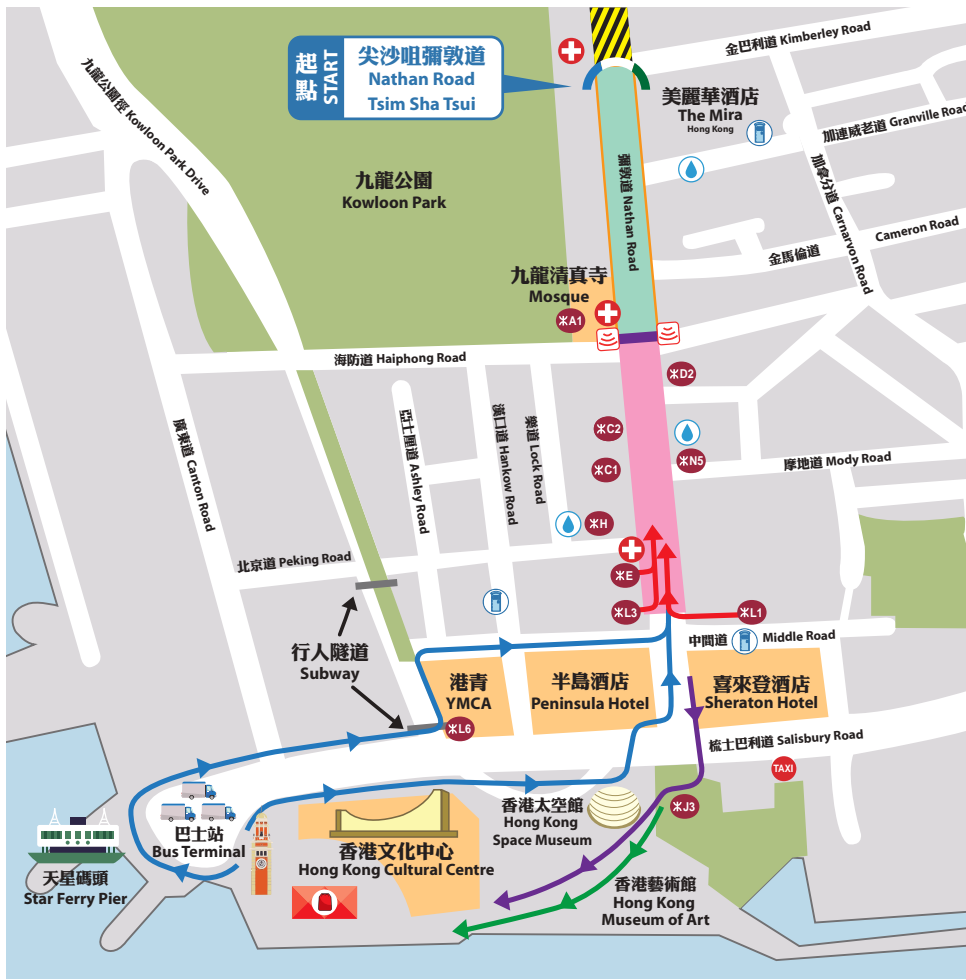 金巴利道 Kimberley Road
起點
START
尖沙咀彌敦道
Nathan Road
Tsim Sha Tsui
九龍公園徑 Kowloon Park Drive
美麗華酒店
The Mira
Hong Kong
加連威老道 Granville Road
加拿分道 Carnarvon Road
彌敦道 Nathan Road
九龍公園
Kowloon Park
Cameron Road
金馬倫道
九龍清真寺
Mosque
A1
海防道 Haiphong Road
D2
廣東道 Canton Road
亞士厘道 Ashley Road
漢口道 Hankow Road
樂道 Lock Road
C2
C1
N5
摩地道 Mody Road
H
北京道 Peking Road
E
L3
L1
中間道 Middle Road
行人隧道
Subway
港青
YMCA
半島酒店
Peninsula Hotel
喜來登酒店
Sheraton Hotel
L6
梳士巴利道 Salisbury Road
TAXI
J3
巴士站
Bus Terminal
香港太空館
Hong Kong
Space Museum
香港文化中心
Hong Kong Cultural Centre
天星碼頭
Star Ferry Pier
香港藝術館
Hong Kong
Museum of Art